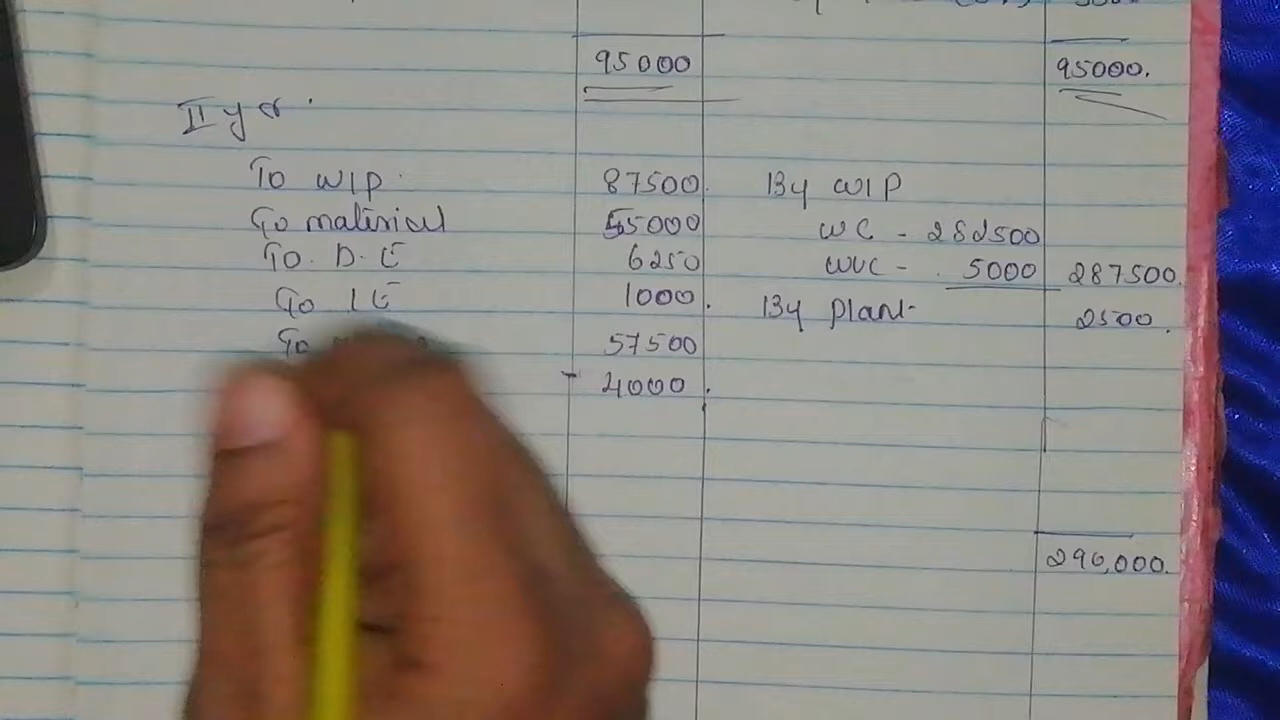 95000 95000.
II yr.
To WIP. 87500. By WIP
To material 55000 WC - 282500
To. D. E 6250 WUC - 5000 287500.
To I E 1000. By Plant 2500.
To 57500
4000.
290,000.